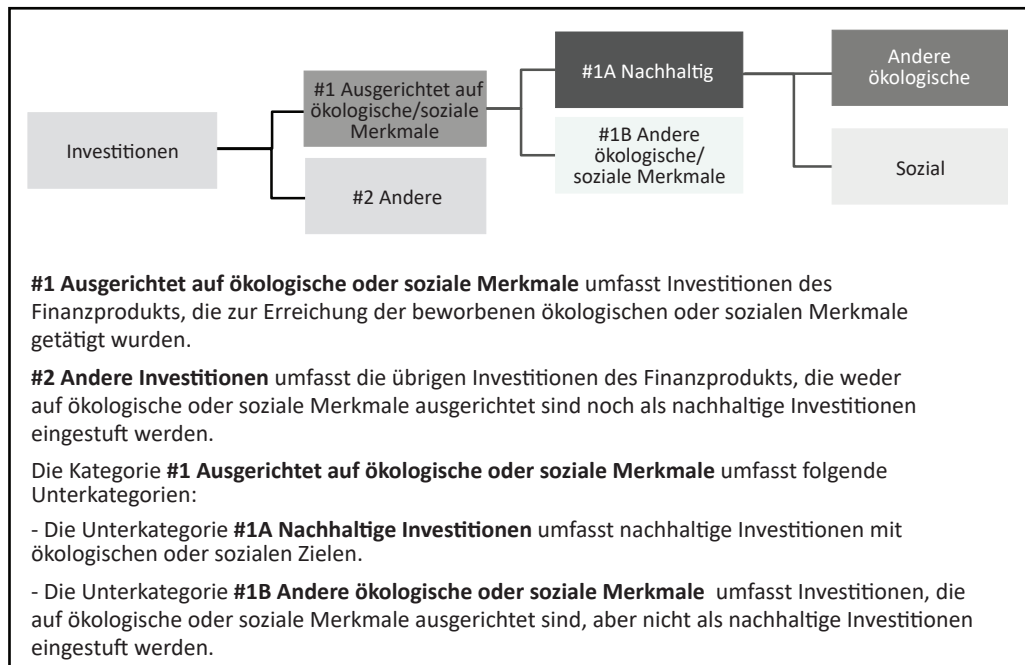 Investitionen
#1 Ausgerichtet auf
ökologische/soziale
Merkmale
#2 Andere
#1A Nachhaltig
#1B Andere
ökologische/
soziale Merkmale
Andere
ökologische
Sozial
#1 Ausgerichtet auf ökologische oder soziale Merkmale umfasst Investitionen des
Finanzprodukts, die zur Erreichung der beworbenen ökologischen oder sozialen Merkmale
getätigt wurden.
#2 Andere Investitionen umfasst die übrigen Investitionen des Finanzprodukts, die weder
auf ökologische oder soziale Merkmale ausgerichtet sind noch als nachhaltige Investitionen
eingestuft werden.
Die Kategorie #1 Ausgerichtet auf ökologische oder soziale Merkmale umfasst folgende
Unterkategorien:
- Die Unterkategorie #1A Nachhaltige Investitionen umfasst nachhaltige Investitionen mit
ökologischen oder sozialen Zielen.
- Die Unterkategorie #1B Andere ökologische oder soziale Merkmale umfasst Investitionen, die
auf ökologische oder soziale Merkmale ausgerichtet sind, aber nicht als nachhaltige Investitionen
eingestuft werden.